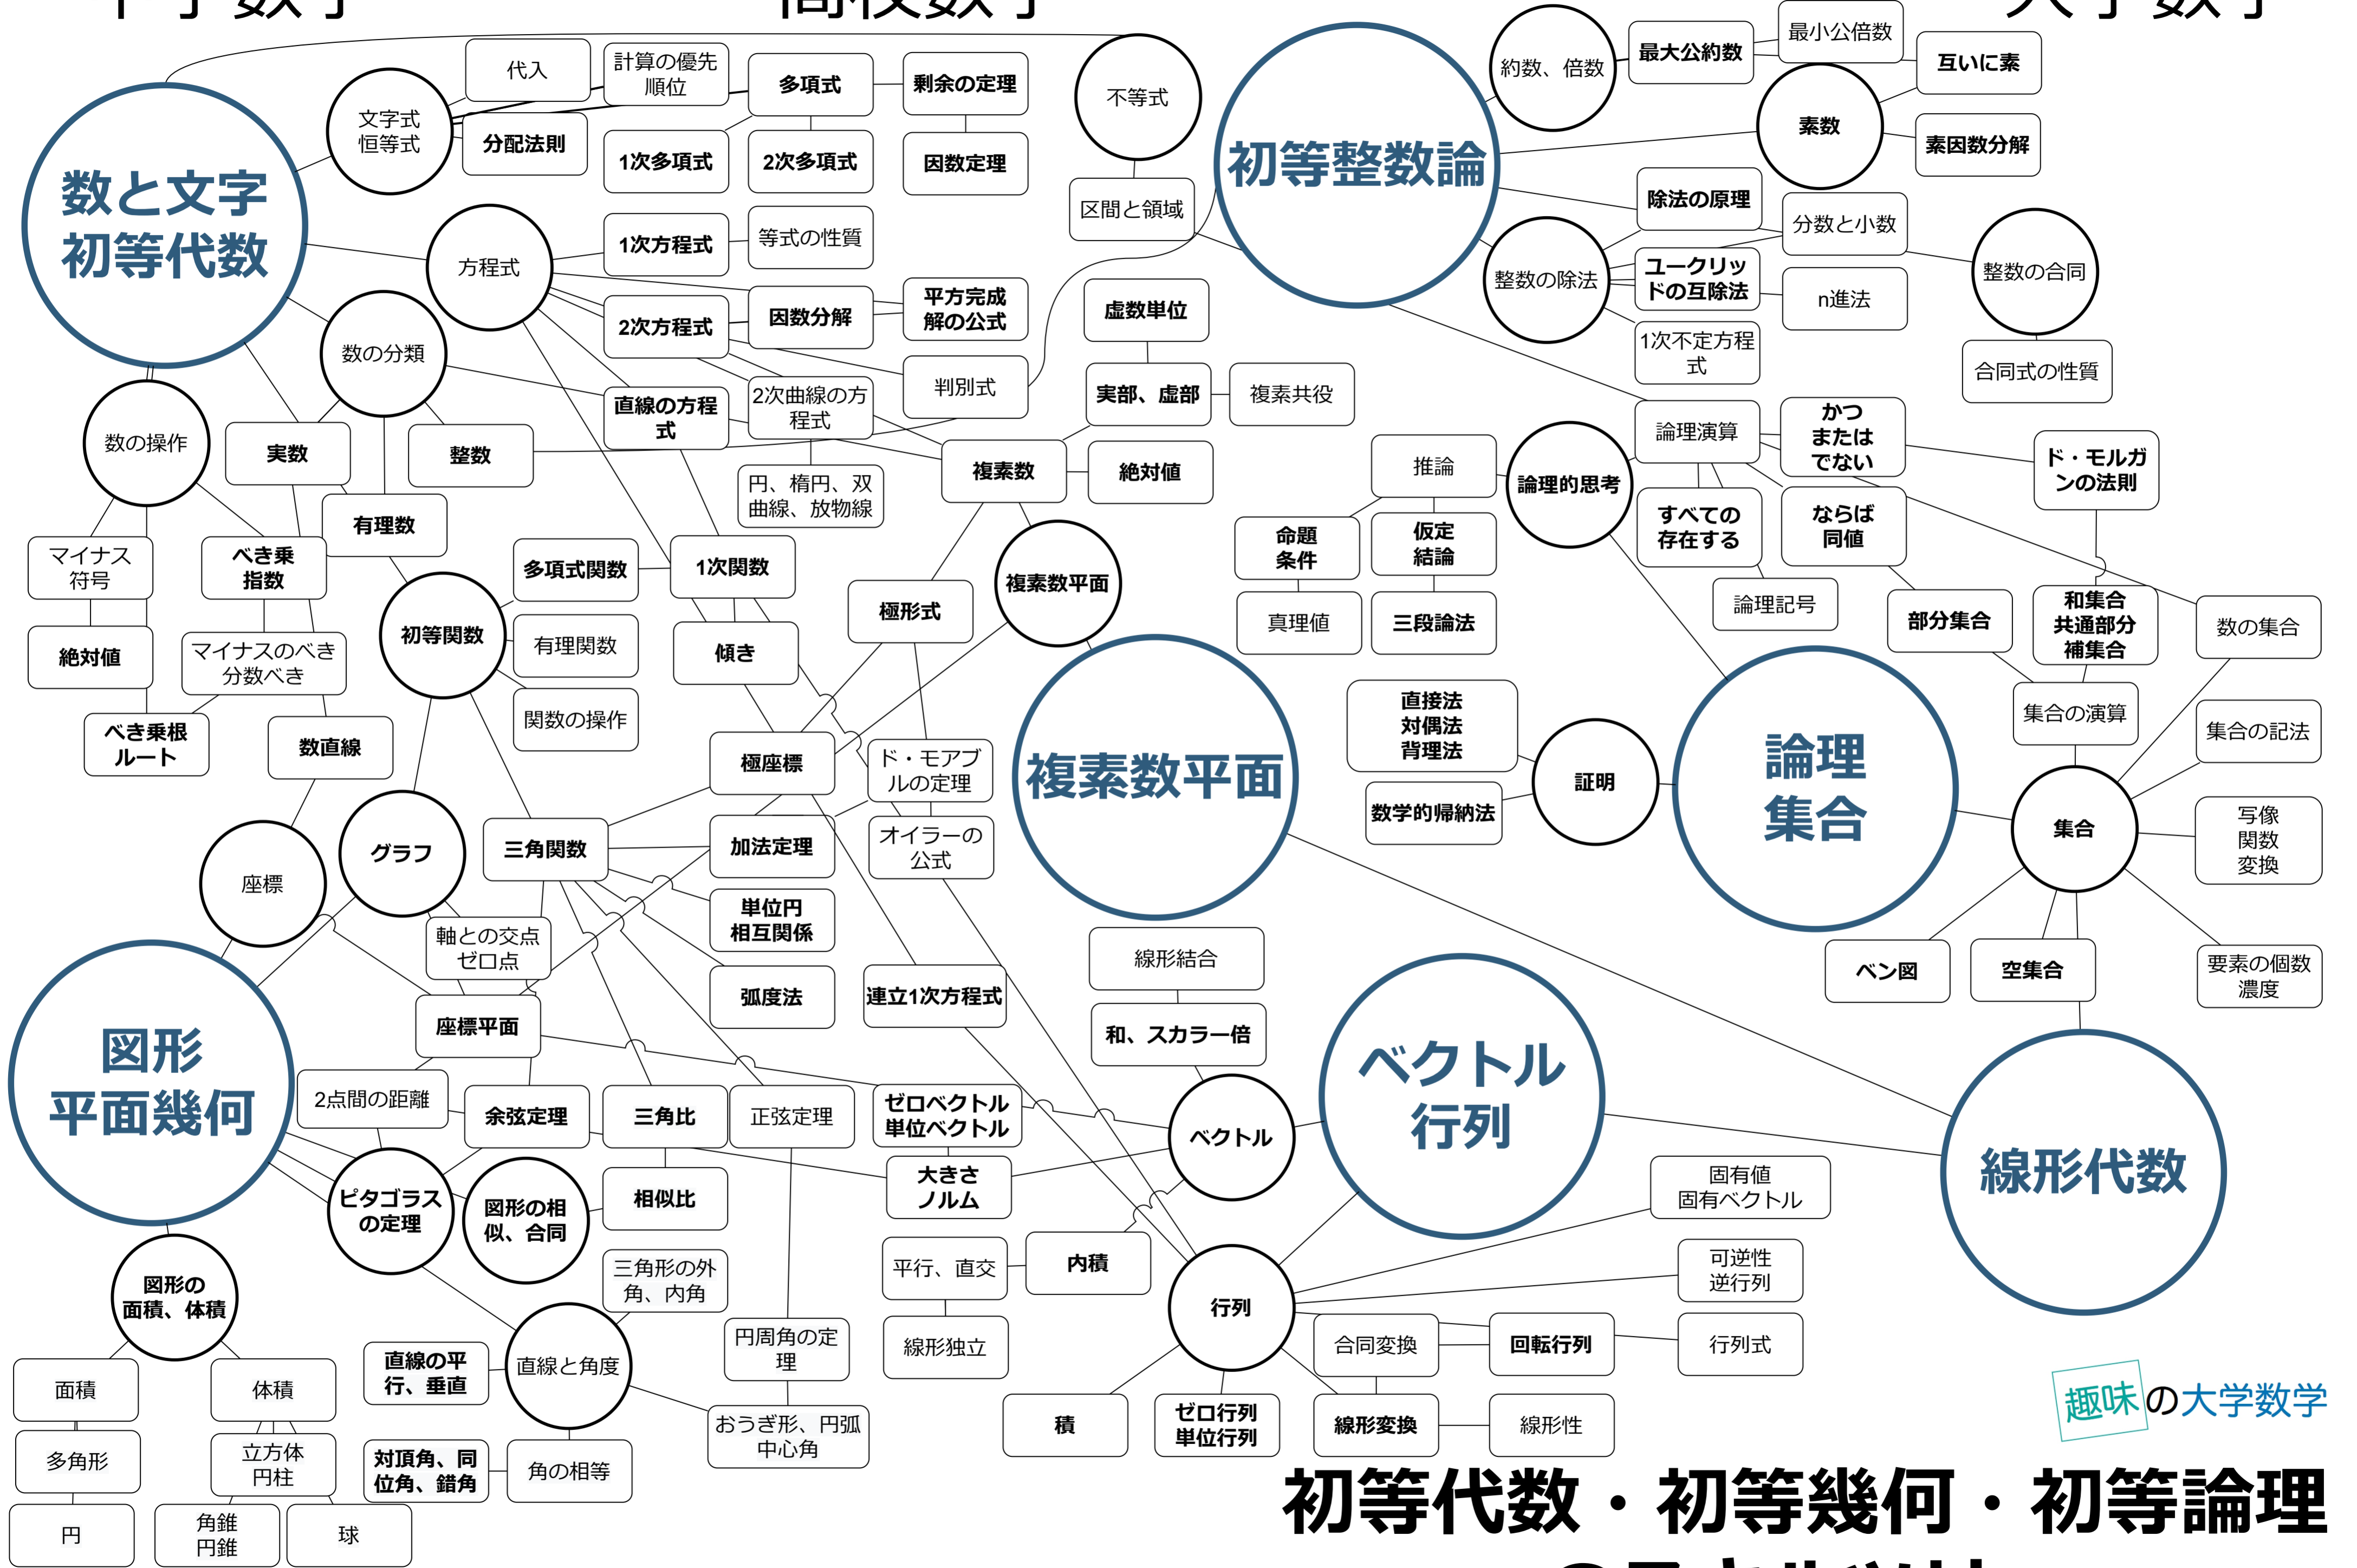 中学数学
高校数学
大学数学
数と文字
初等代数
文字式
恒等式
代入
計算の優先
順位
分配法則
多項式
剰余の定理
1次多項式
2次多項式
因数定理
不等式
区間と領域
方程式
1次方程式
等式の性質
2次方程式
因数分解
平方完成
解の公式
判別式
直線の方程
式
2次曲線の方
程式
円、楕円、双
曲線、放物線
数の分類
数の操作
実数
整数
有理数
マイナス
符号
絶対値
べき乗
指数
マイナスのべき
分数べき
べき乗根
ルート
数直線
虚数単位
実部、虚部
複素共役
複素数
絶対値
複素数平面
極形式
初等関数
多項式関数
1次関数
有理関数
関数の操作
傾き
極座標
ド・モアブ
ルの定理
オイラーの
公式
複素数平面
座標
グラフ
三角関数
加法定理
単位円
相互関係
弧度法
軸との交点
ゼロ点
座標平面
連立1次方程式
図形
平面幾何
2点間の距離
余弦定理
三角比
正弦定理
ピタゴラス
の定理
図形の相
似、合同
相似比
図形の
面積、体積
面積
体積
多角形
立方体
円柱
円
角錐
円錐
球
三角形の外
角、内角
直線と角度
直線の平
行、垂直
対頂角、同
位角、錯角
角の相等
円周角の定
理
おうぎ形、円弧
中心角
初等整数論
約数、倍数
最大公約数
最小公倍数
互いに素
素数
素因数分解
除法の原理
分数と小数
整数の除法
ユークリッ
ドの互除法
n進法
1次不定方程
式
整数の合同
合同式の性質
論理演算
かつ
または
でない
ド・モルガ
ンの法則
推論
論理的思考
命題
条件
仮定
結論
真理値
三段論法
すべての
存在する
ならば
同値
論理記号
部分集合
和集合
共通部分
補集合
数の集合
直接法
対偶法
背理法
数学的帰納法
証明
論理
集合
集合の演算
集合の記法
集合
写像
関数
変換
ベン図
空集合
要素の個数
濃度
線形結合
和、スカラー倍
ベクトル
行列
ゼロベクトル
単位ベクトル
ベクトル
大きさ
ノルム
平行、直交
内積
線形独立
行列
線形代数
固有値
固有ベクトル
可逆性
逆行列
合同変換
回転行列
行列式
積
ゼロ行列
単位行列
線形変換
線形性
趣味の大学数学
初等代数・初等幾何・初等論理
のスキルツリー